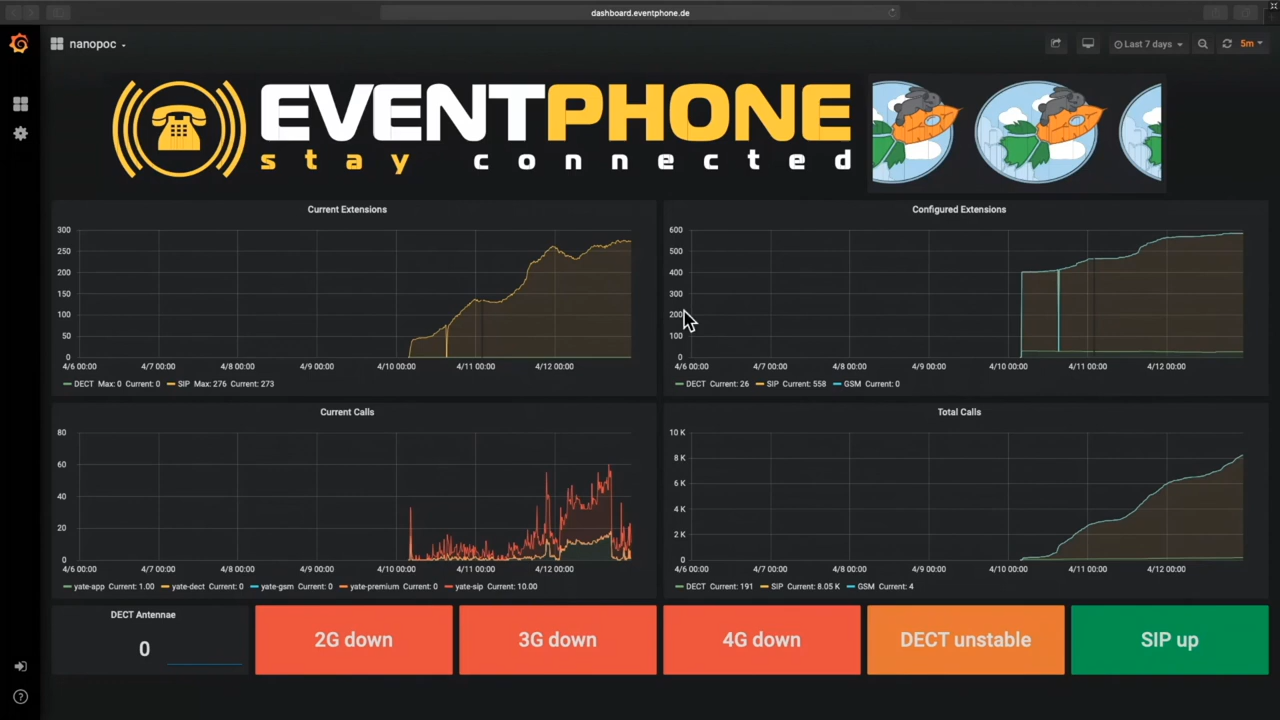 dashboard.eventphone.de
nanopoc
Last 7 days
5m
EVENTPHONE
stay connected
Current Extensions
300
250
200
150
100
50
0
4/6 00:00 4/7 00:00 4/8 00:00 4/9 00:00 4/10 00:00 4/11 00:00 4/12 00:00
DECT Max: 0 Current: 0 SIP Max: 276 Current: 273
Configured Extensions
600
500
400
300
200
100
0
4/6 00:00 4/7 00:00 4/8 00:00 4/9 00:00 4/10 00:00 4/11 00:00 4/12 00:00
DECT Current: 26 SIP Current: 558 GSM Current: 0
Current Calls
80
60
40
20
0
4/6 00:00 4/7 00:00 4/8 00:00 4/9 00:00 4/10 00:00 4/11 00:00 4/12 00:00
yate-app Current: 1.00 yate-dect Current: 0 yate-gsm Current: 0 yate-premium Current: 0 yate-sip Current: 10.00
Total Calls
10 K
8 K
6 K
4 K
2 K
0
4/6 00:00 4/7 00:00 4/8 00:00 4/9 00:00 4/10 00:00 4/11 00:00 4/12 00:00
DECT Current: 191 SIP Current: 8.05 K GSM Current: 4
DECT Antennae
0
2G down
3G down
4G down
DECT unstable
SIP up